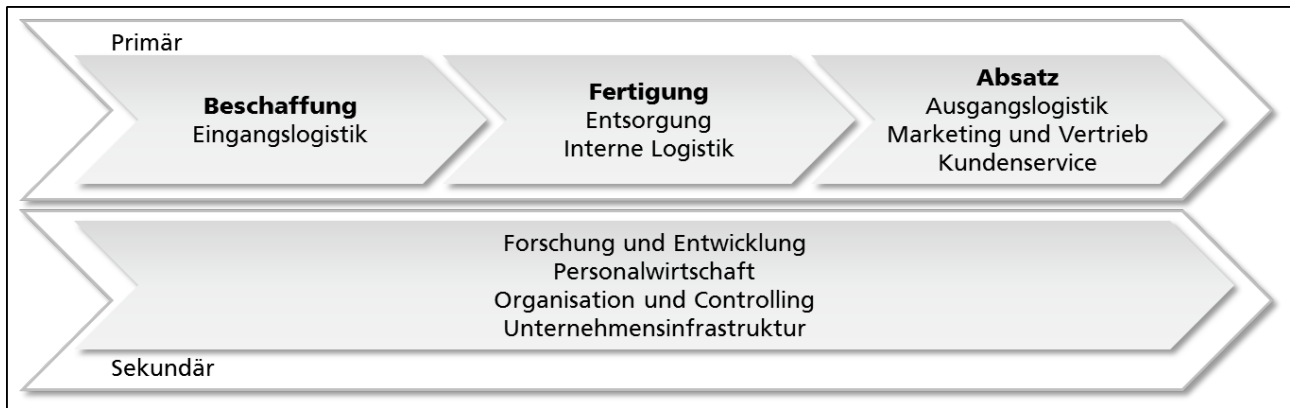 Primär
Beschaffung
Eingangslogistik
Fertigung
Entsorgung
Interne Logistik
Absatz
Ausgangslogistik
Marketing und Vertrieb
Kundenservice
Forschung und Entwicklung
Personalwirtschaft
Organisation und Controlling
Unternehmensinfrastruktur
Sekundär